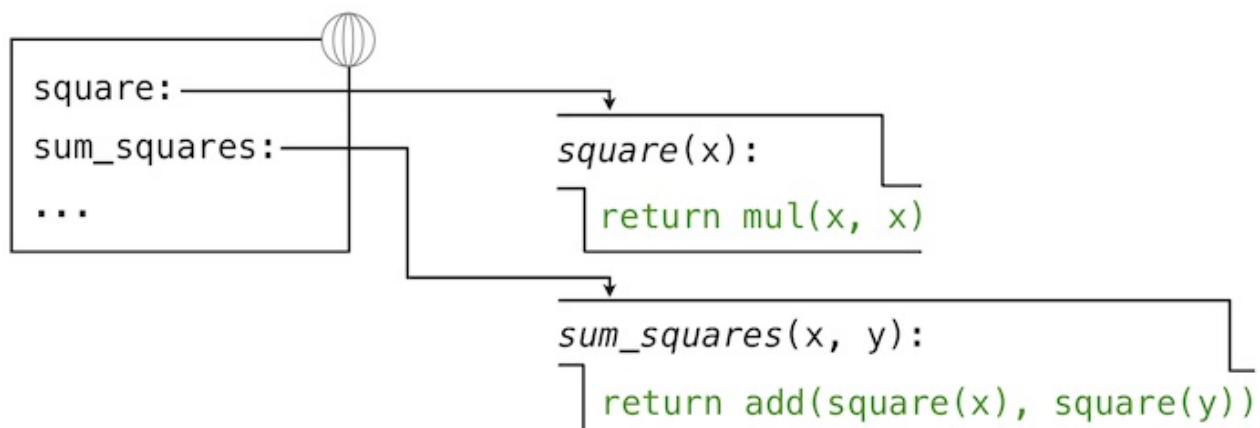 square:
sum_squares:
...
square(x):
return mul(x, x)
sum_squares(x, y):
return add(square(x), square(y))